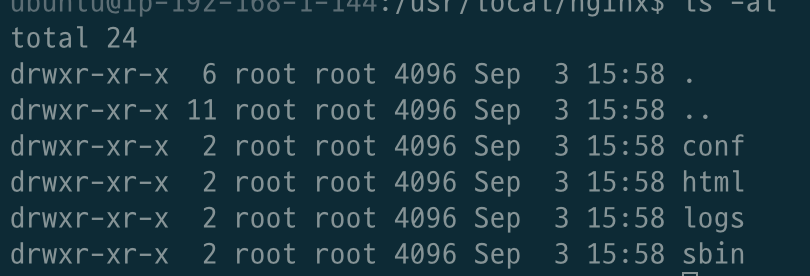 ubuntu@ip-192-168-1-144:/usr/local/nginx$ ls -al
total 24
drwxr-xr-x  6 root root 4096 Sep  3 15:58 .
drwxr-xr-x 11 root root 4096 Sep  3 15:58 ..
drwxr-xr-x  2 root root 4096 Sep  3 15:58 conf
drwxr-xr-x  2 root root 4096 Sep  3 15:58 html
drwxr-xr-x  2 root root 4096 Sep  3 15:58 logs
drwxr-xr-x  2 root root 4096 Sep  3 15:58 sbin